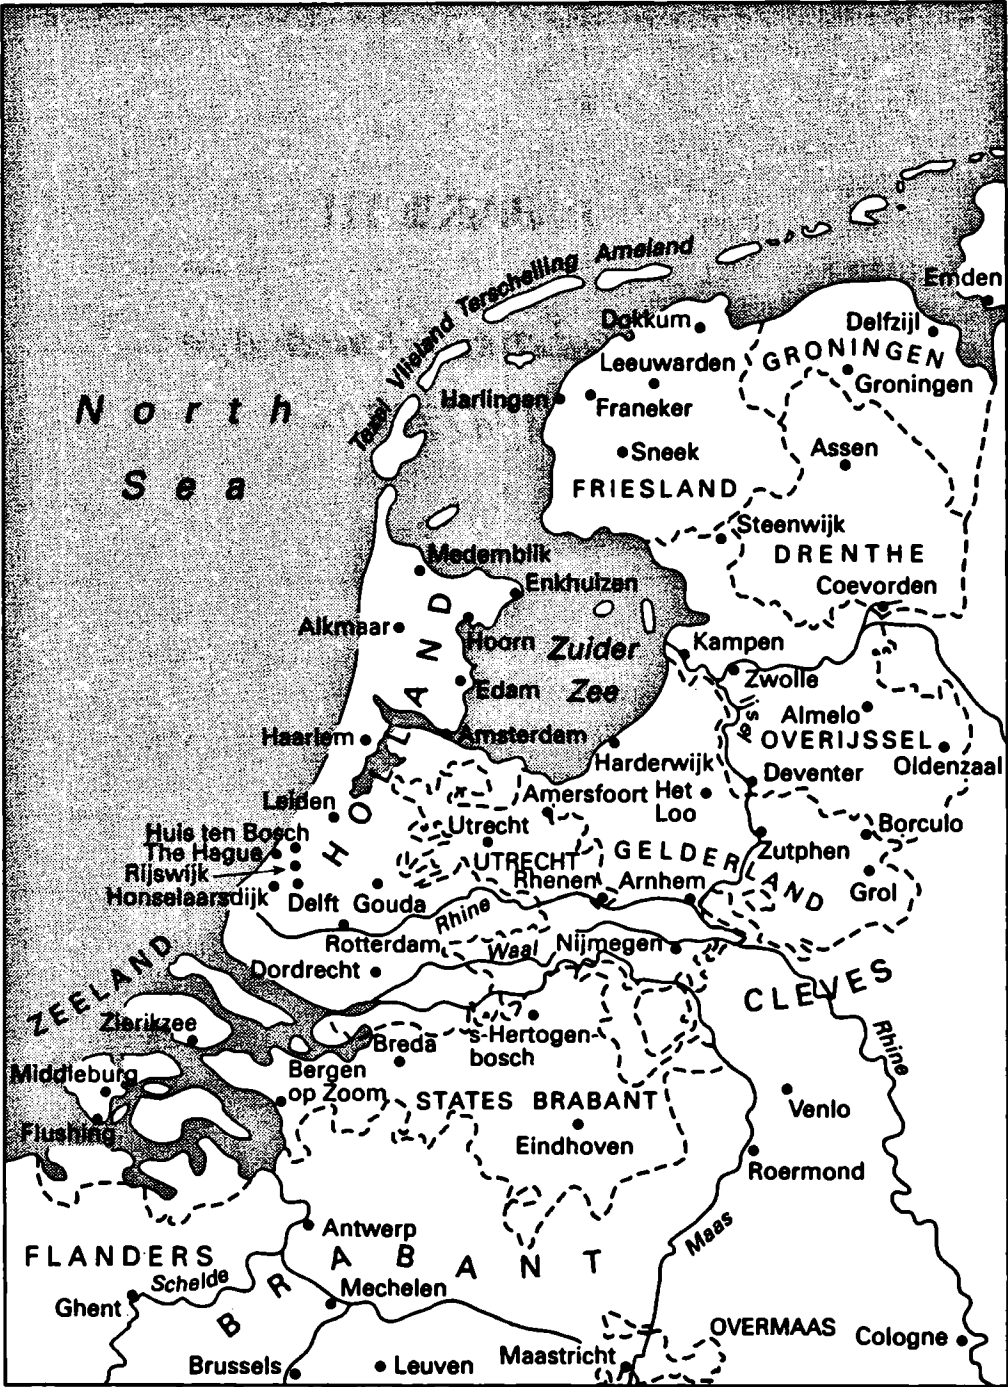 Ameland
Terschelling
Vlieland
Texel
Emden
Dokkum
Delfzijl
GRONINGEN
Leeuwarden
Groningen
Harlingen
Franeker
North
Sea
Sneek
Assen
FRIESLAND
Steenwijk
DRENTHE
Medemblik
Enkhuizen
Coevorden
Alkmaar
Hoorn
Zuider
Zee
Kampen
Zwolle
Edam
IJssel
Almelo
OVERIJSSEL
Oldenzaal
Haarlem
Amsterdam
HOLLAND
Harderwijk
Deventer
Leiden
Amersfoort
Het
Loo
Borculo
Utrecht
Huis ten Bosch
The Hague
Rijswijk
Honselaarsdijk
UTRECHT
GELDERLAND
Zutphen
Rhenen
Arnhem
Grol
Delft
Gouda
Rhine
Rotterdam
Waal
Nijmegen
Dordrecht
ZEELAND
CLEVES
Zierikzee
Breda
's-Hertogen-
bosch
Rhine
Middleburg
Bergen
op Zoom
STATES BRABANT
Venlo
Flushing
Eindhoven
Roermond
Antwerp
Maas
FLANDERS
BRABANT
Schelde
Ghent
Mechelen
OVERMAAS
Cologne
Brussels
Leuven
Maastricht